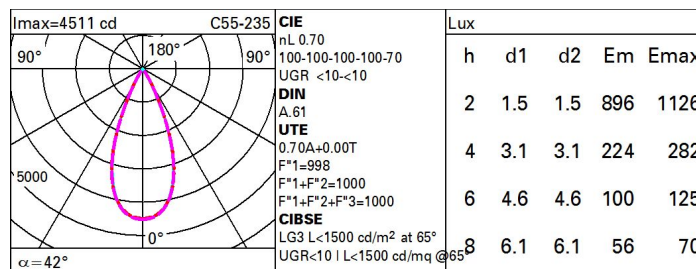 Imax=4511 cd C55-235
90° 180° 90°
5000
0°
α=42°
CIE
nL 0.70
100-100-100-100-70
UGR <10-<10
DIN
A.61
UTE
0.70A+0.00T
F"1=998
F"1+F"2=1000
F"1+F"2+F"3=1000
CIBSE
LG3 L<1500 cd/m² at 65°
UGR<10 | L<1500 cd/mq @65°
Lux
h d1 d2 Em Emax
2 1.5 1.5 896 1126
4 3.1 3.1 224 282
6 4.6 4.6 100 125
8 6.1 6.1 56 70